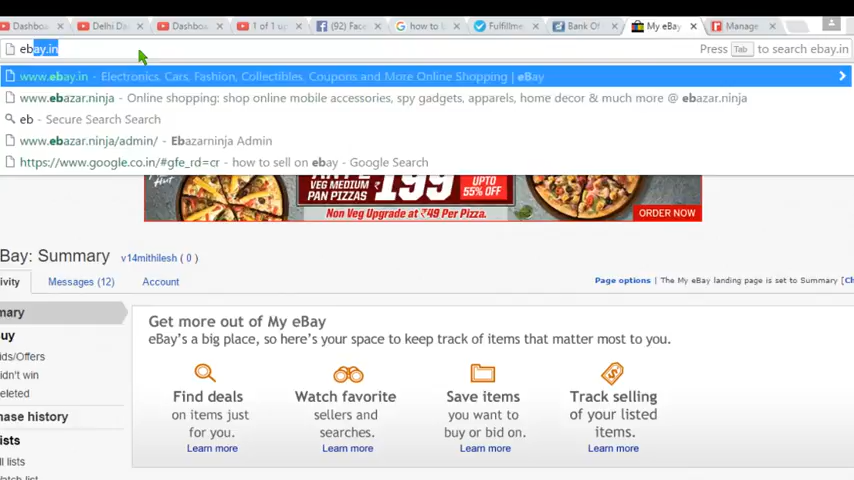 Dashboa
Delhi Da
Dashboa
1 of 1 u
(92) Fac
how to b
Fulfillme
Bank Of
My eBay
Manage
ebay.in
Press Tab to search ebay.in
www.ebay.in - Electronics, Cars, Fashion, Collectibles, Coupons and More Online Shopping | eBay
www.ebazar.ninja - Online shopping: shop online mobile accessories, spy gadgets, apparels, home decor & much more @ ebazar.ninja
eb - Secure Search Search
www.ebazar.ninja/admin/ - Ebazarninja Admin
https://www.google.co.in/#gfe_rd=cr - how to sell on ebay - Google Search
VEG MEDIUM
PAN PIZZAS
₹199
UPTO
55% OFF
Non Veg Upgrade at ₹49 Per Pizza.
ORDER NOW
Bay: Summary v14mithilesh ( 0 )
ivity Messages (12) Account
Page options | The My eBay landing page is set to Summary [Ch
mary
uy
ids/Offers
idn't win
eleted
hase history
ists
ll lists
Get more out of My eBay
eBay's a big place, so here's your space to keep track of items that matter most to you.
Find deals
on items just
for you.
Learn more
Watch favorite
sellers and
searches.
Learn more
Save items
you want to
buy or bid on.
Learn more
Track selling
of your listed
items.
Learn more